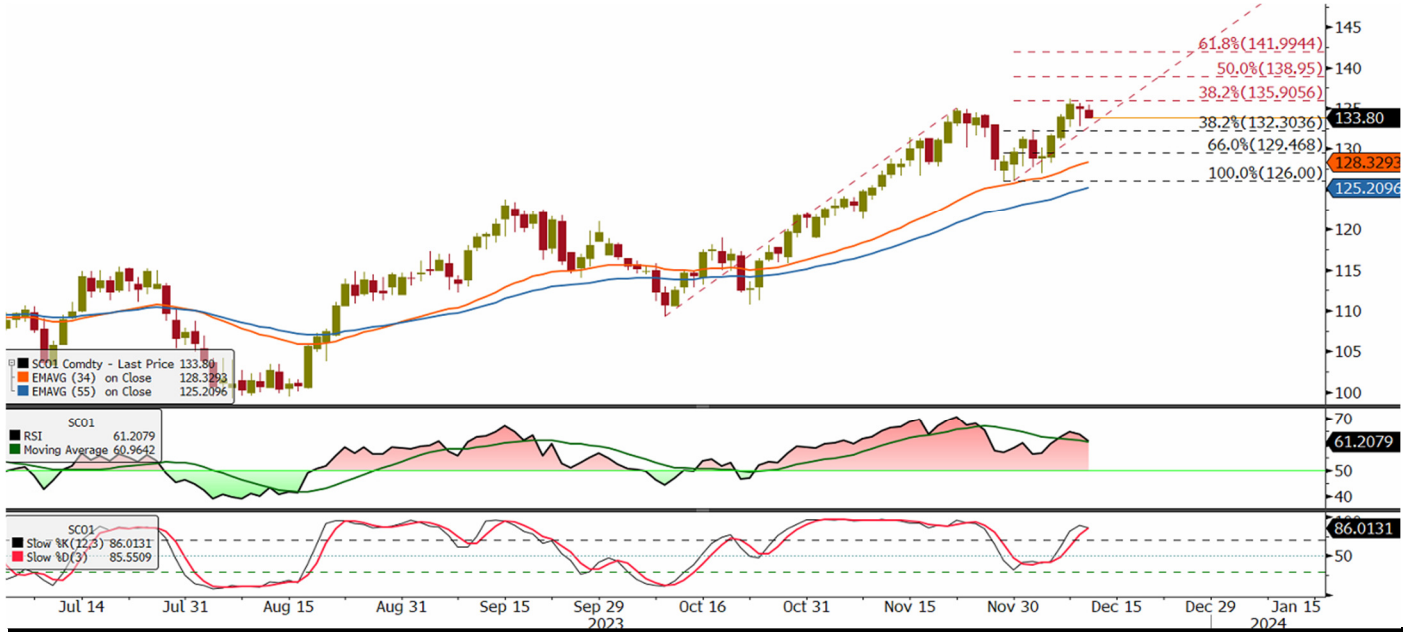 145
61.8%(141.9944)
140
50.0%(138.95)
38.2%(135.9056)
135
133.80
38.2%(132.3036)
130
66.0%(129.468)
128.3293
100.0%(126.00)
125.2096
120
115
110
105
100
SCO1 Comdty - Last Price 133.80
EMAVG (34) on Close 128.3293
EMAVG (55) on Close 125.2096
SCO1
RSI 61.2079
Moving Average 60.9642
70
61.2079
50
40
SCO1
Slow %K(12,3) 86.0131
Slow %D(3) 85.5509
100
86.0131
50
Jul 14 Jul 31 Aug 15 Aug 31 Sep 15 Sep 29 Oct 16 Oct 31 Nov 15 Nov 30 Dec 15 Dec 29 Jan 15
2023 2024